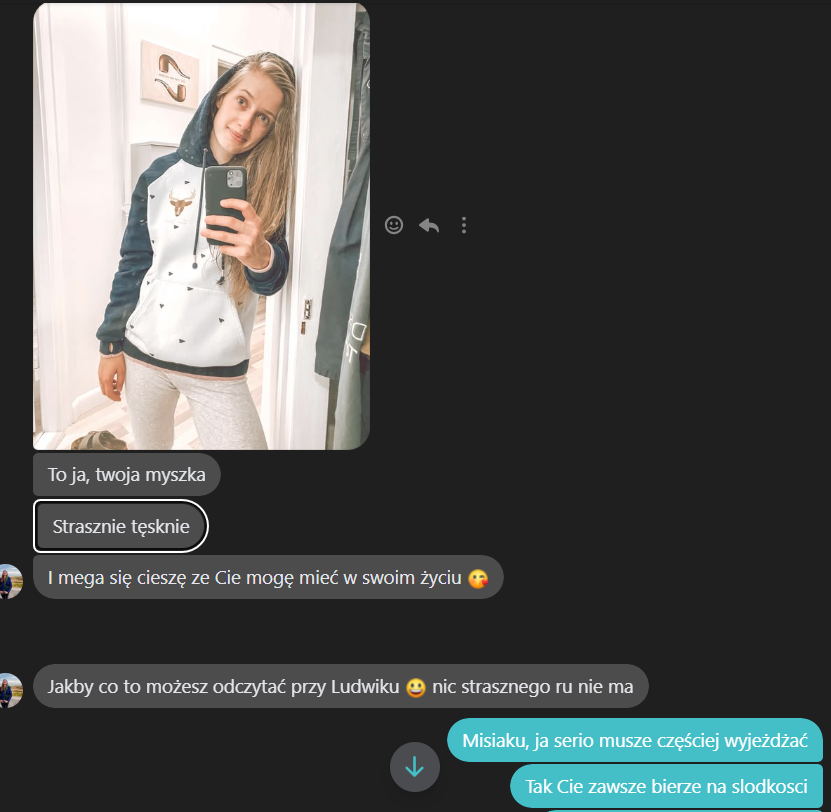 To ja, twoja myszka
Strasznie tęsknie
I mega się cieszę ze Cie mogę mieć w swoim życiu 😘
Jakby co to możesz odczytać przy Ludwiku 😀 nic strasznego ru nie ma
Misiaku, ja serio musze częściej wyjeżdżać
Tak Cie zawsze bierze na slodkosci